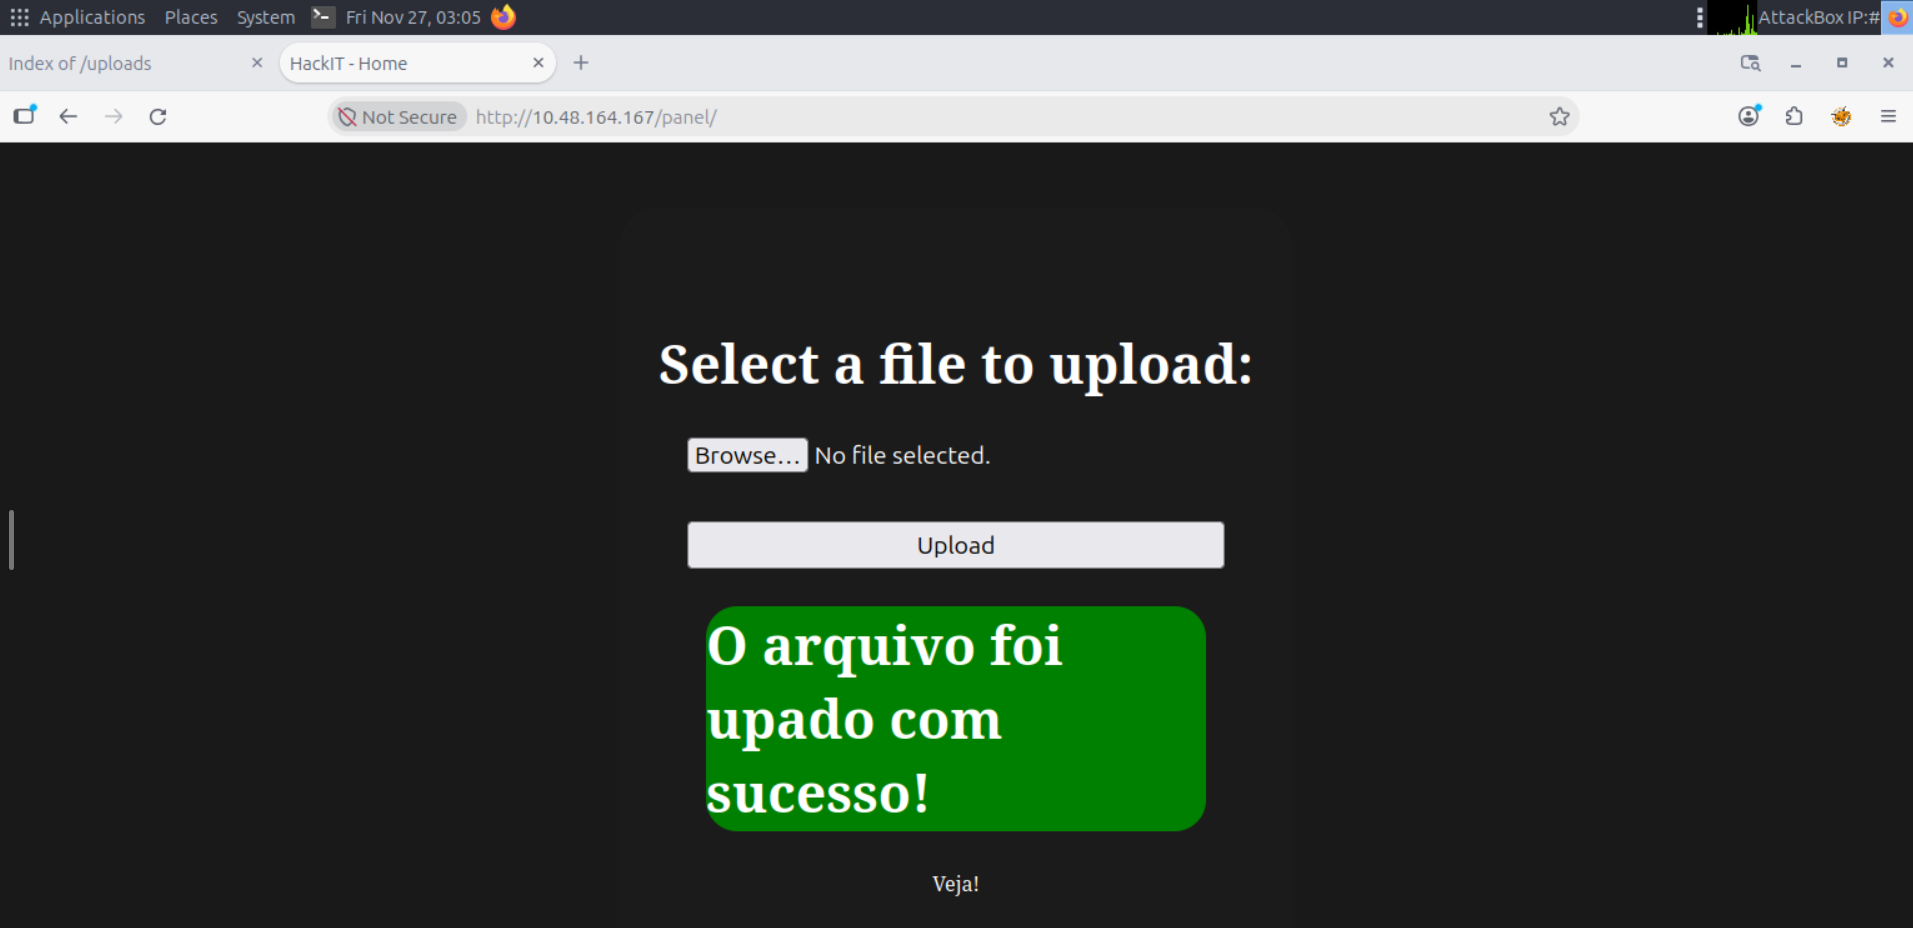 Applications Places System Fri Nov 27, 03:05 AttackBox IP:#
Index of /uploads HackIT - Home
Not Secure http://10.48.164.167/panel/
Select a file to upload:
Browse... No file selected.
Upload
O arquivo foi
upado com
sucesso!
Veja!